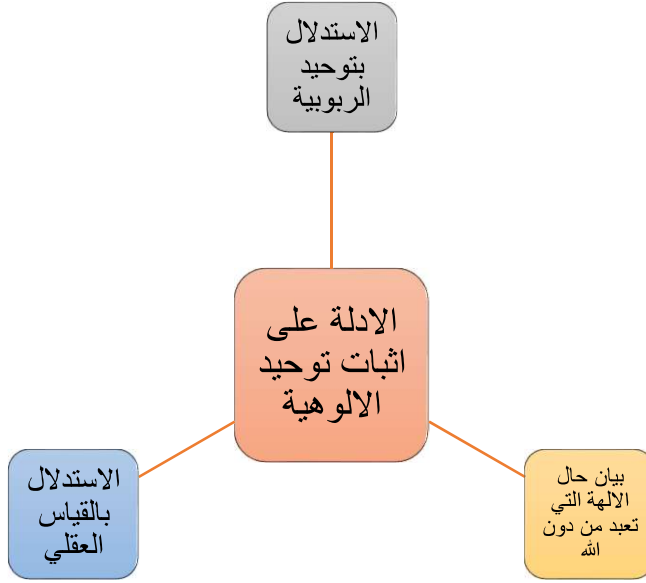 الاستدلال
بتوحيد
الربوبية
الادلة على
اثبات توحيد
الالوهية
بيان حال
الالهة التي
تعبد من دون
الله
الاستدلال
بالقياس
العقلي